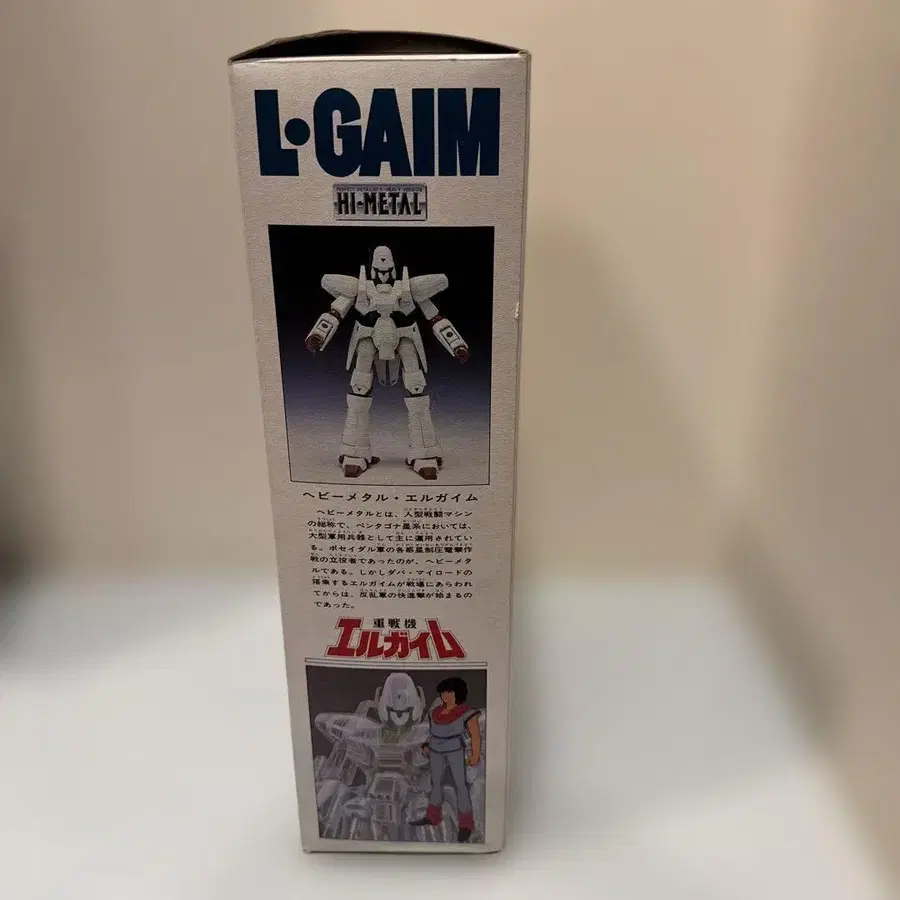 L·GAIM
HI-METAL
ヘビーメタル・エルガイム
ヘビーメタルとは、人型戦闘マシン
の総称で、ペンタゴナ星系においては、
大型軍用兵器として主に運用されてい
る。ポセイダル軍の各惑星制圧電撃作
戦の立役者であったのが、ヘビーメタ
ルである。しかしダバ・マイロードの
搭乗するエルガイムが戦場にあらわれ
てからは、反乱軍の快進撃が始まるの
であった。
重戦機
エルガイム